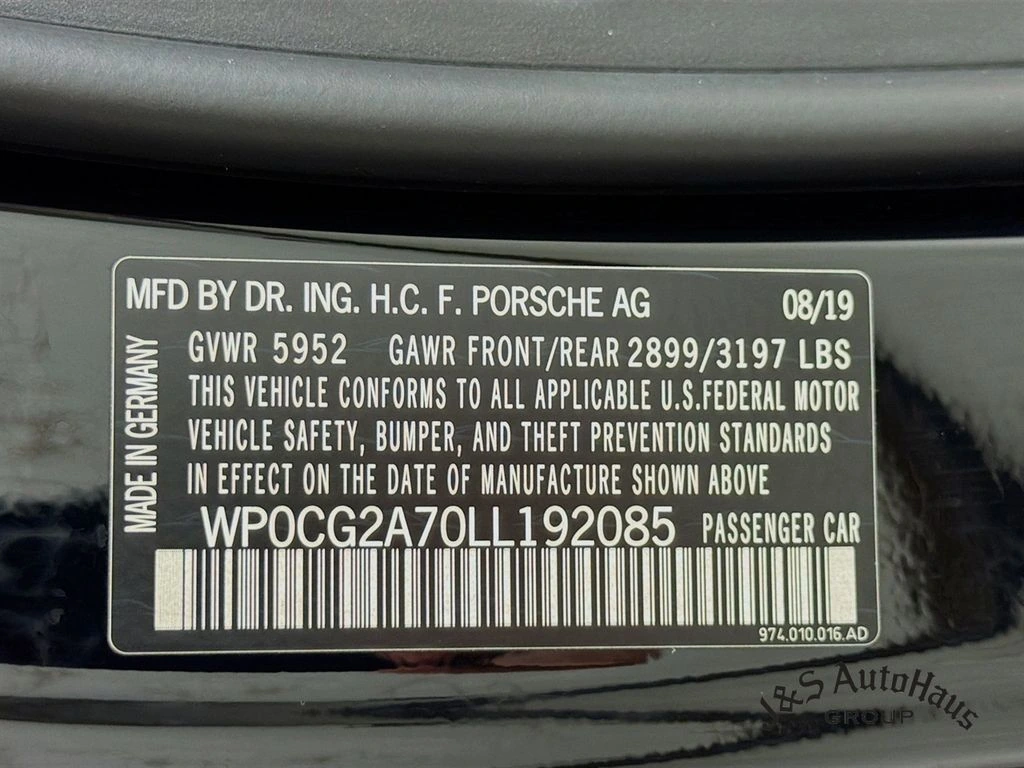 MFD BY DR. ING. H.C. F. PORSCHE AG 08/19
GVWR 5952 GAWR FRONT/REAR 2899/3197 LBS
THIS VEHICLE CONFORMS TO ALL APPLICABLE U.S.FEDERAL MOTOR
VEHICLE SAFETY, BUMPER, AND THEFT PREVENTION STANDARDS
IN EFFECT ON THE DATE OF MANUFACTURE SHOWN ABOVE
MADE IN GERMANY
WP0CG2A70LL192085 PASSENGER CAR
974.010.016.AD
J&S AutoHaus
GROUP